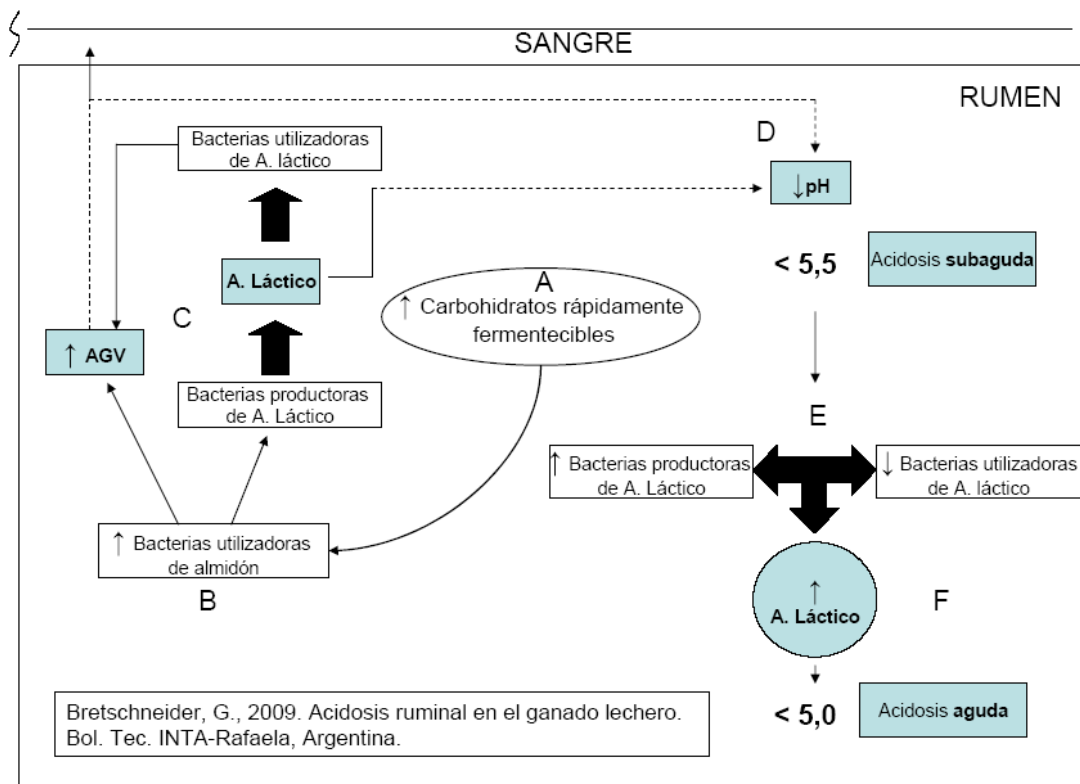 SANGRE
RUMEN
D
Bacterias utilizadoras
de A. láctico
↓pH
A. Láctico
< 5,5
Acidosis subaguda
A
↑ Carbohidratos rápidamente
fermentecibles
C
↑ AGV
Bacterias productoras
de A. Láctico
E
↑ Bacterias productoras
de A. Láctico
↓ Bacterias utilizadoras
de A. láctico
↑ Bacterias utilizadoras
de almidón
B
↑
A. Láctico
F
< 5,0
Acidosis aguda
Bretschneider, G., 2009. Acidosis ruminal en el ganado lechero.
Bol. Tec. INTA-Rafaela, Argentina.